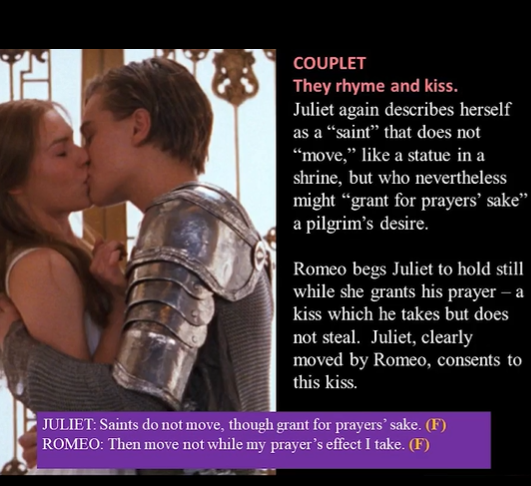 COUPLET
They rhyme and kiss.
Juliet again describes herself
as a “saint” that does not
“move,” like a statue in a
shrine, but who nevertheless
might “grant for prayers’ sake”
a pilgrim’s desire.
Romeo begs Juliet to hold still
while she grants his prayer – a
kiss which he takes but does
not steal.  Juliet, clearly
moved by Romeo, consents to
this kiss.
JULIET: Saints do not move, though grant for prayers’ sake. (F)
ROMEO: Then move not while my prayer’s effect I take. (F)